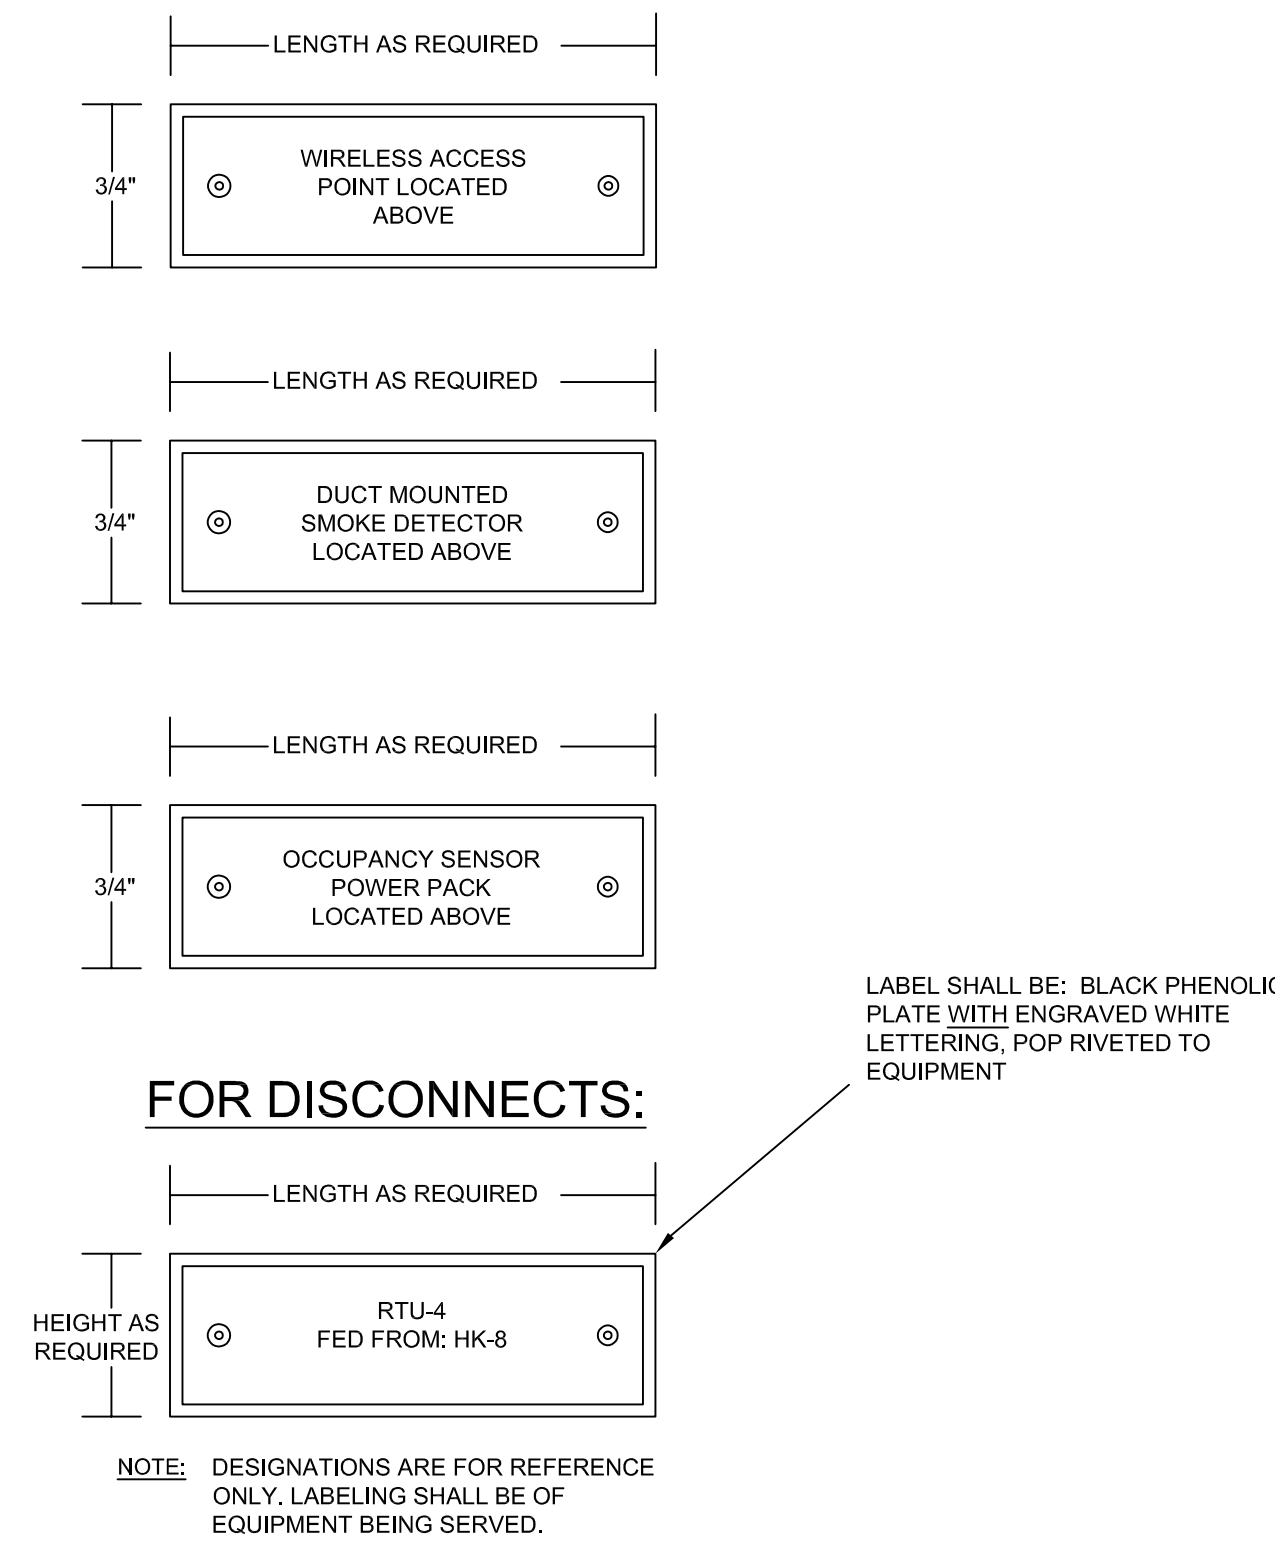 LENGTH AS REQUIRED
3/4"
WIRELESS ACCESS
POINT LOCATED
ABOVE
LENGTH AS REQUIRED
3/4"
DUCT MOUNTED
SMOKE DETECTOR
LOCATED ABOVE
LENGTH AS REQUIRED
3/4"
OCCUPANCY SENSOR
POWER PACK
LOCATED ABOVE
LABEL SHALL BE: BLACK PHENOLIC
PLATE WITH ENGRAVED WHITE
LETTERING, POP RIVETED TO
EQUIPMENT
FOR DISCONNECTS:
LENGTH AS REQUIRED
HEIGHT AS
REQUIRED
RTU-4
FED FROM: HK-8
NOTE: DESIGNATIONS ARE FOR REFERENCE
ONLY. LABELING SHALL BE OF
EQUIPMENT BEING SERVED.